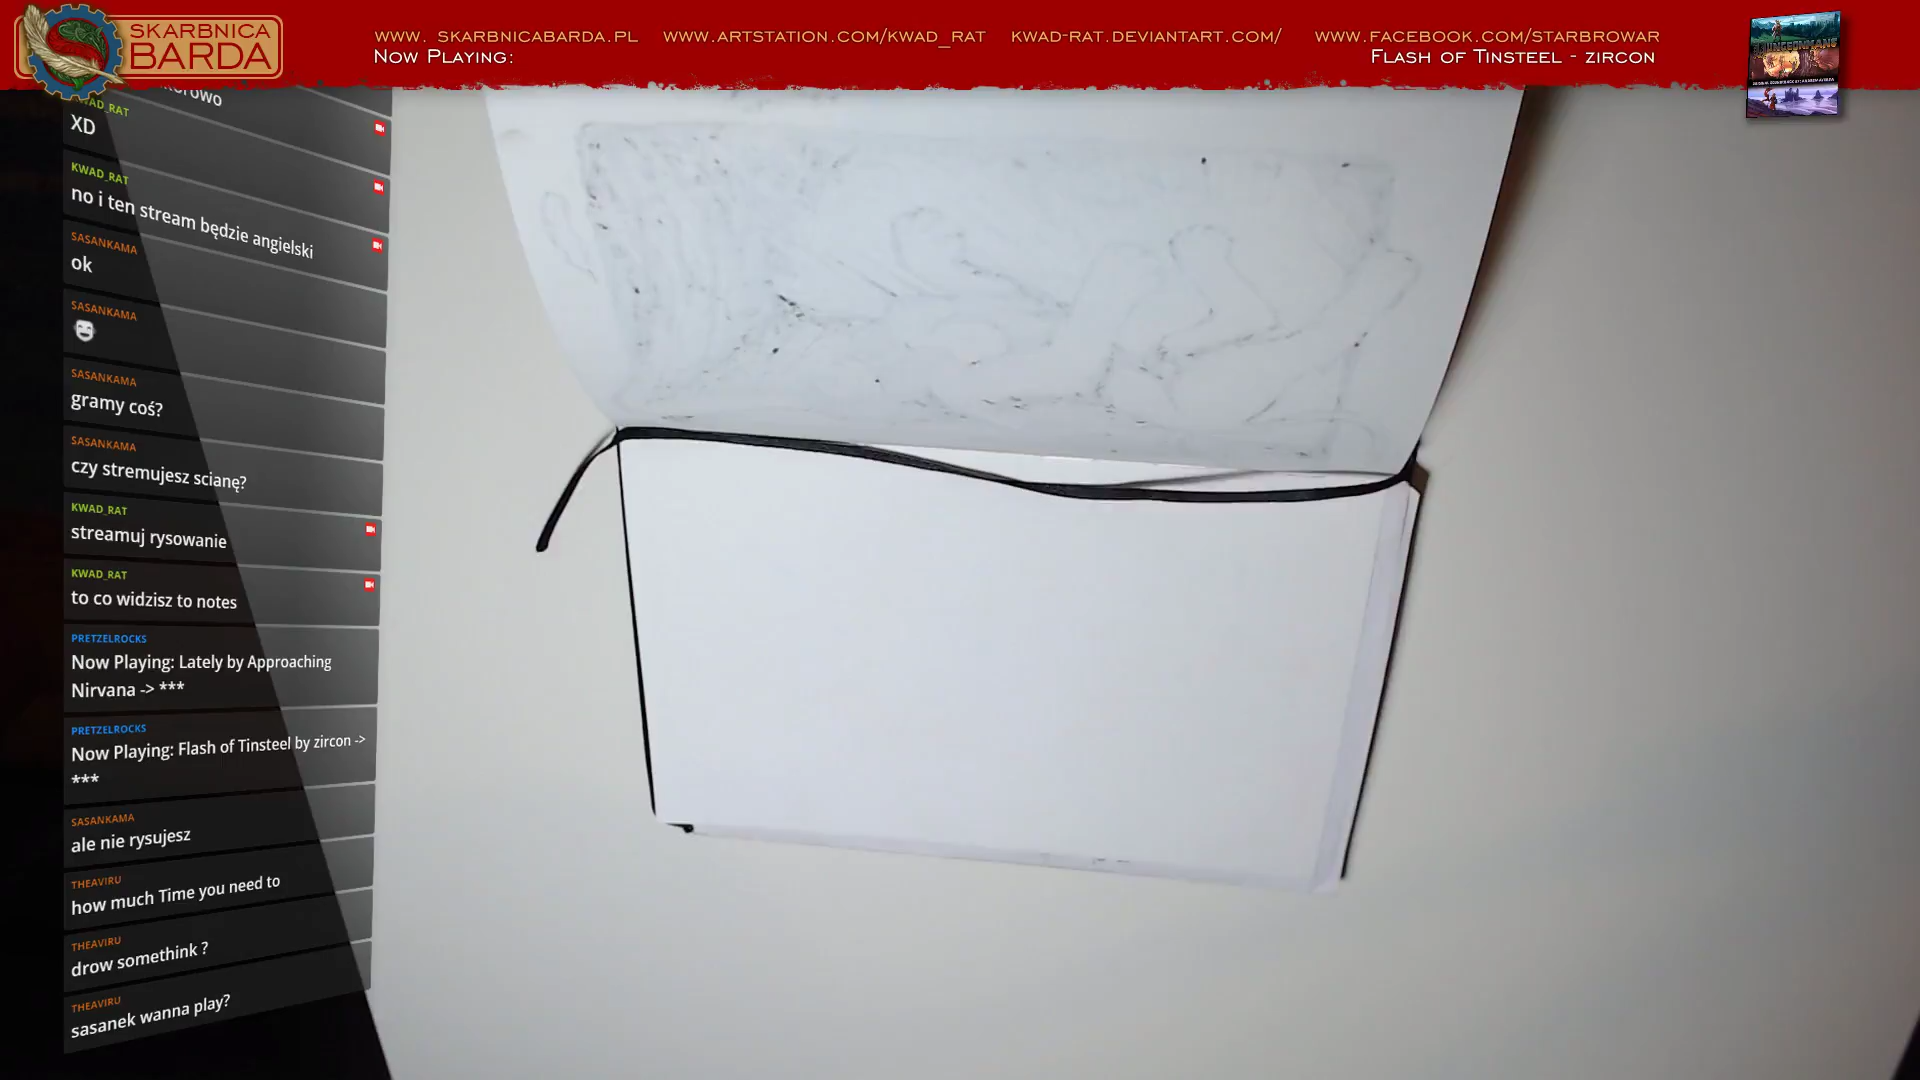 SKARBNICA
BARDA
WWW. SKARBNICABARDA.PL WWW.ARTSTATION.COM/KWAD_RAT KWAD-RAT.DEVIANTART.COM/ WWW.FACEBOOK.COM/STARBROWAR
NOW PLAYING: FLASH OF TINSTEEL - ZIRCON
XD
KWAD_RAT
no i ten stream będzie angielski
SASANKAMA
ok
SASANKAMA
SASANKAMA
gramy coś?
SASANKAMA
czy stremujesz scianę?
KWAD_RAT
streamuj rysowanie
KWAD_RAT
to co widzisz to notes
PRETZELROCKS
Now Playing: Lately by Approaching
Nirvana -> ***
PRETZELROCKS
Now Playing: Flash of Tinsteel by zircon ->
***
SASANKAMA
ale nie rysujesz
THEAVIRU
how much Time you need to
THEAVIRU
drow somethink ?
THEAVIRU
sasanek wanna play?